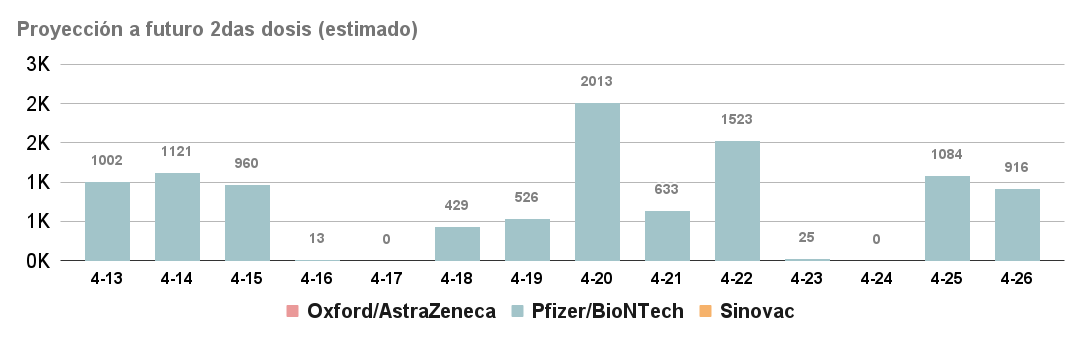 Proyección a futuro 2das dosis (estimado)
3K
2K
2K
1K
1K
0K
1002
1121
960
13
0
429
526
2013
633
1523
25
0
1084
916
4-13
4-14
4-15
4-16
4-17
4-18
4-19
4-20
4-21
4-22
4-23
4-24
4-25
4-26
Oxford/AstraZeneca
Pfizer/BioNTech
Sinovac